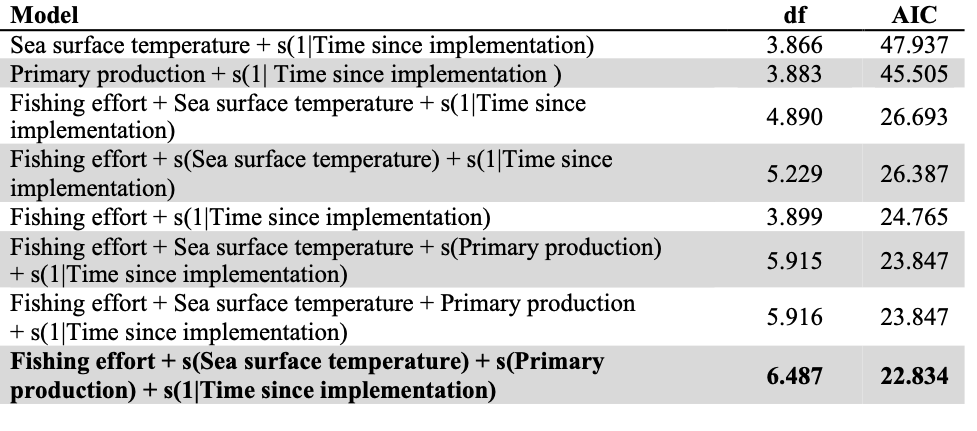 Model df AIC
Sea surface temperature + s(1|Time since implementation) 3.866 47.937
Primary production + s(1| Time since implementation ) 3.883 45.505
Fishing effort + Sea surface temperature + s(1|Time since
implementation) 4.890 26.693
Fishing effort + s(Sea surface temperature) + s(1|Time since
implementation) 5.229 26.387
Fishing effort + s(1|Time since implementation) 3.899 24.765
Fishing effort + Sea surface temperature + s(Primary production)
+ s(1|Time since implementation) 5.915 23.847
Fishing effort + Sea surface temperature + Primary production
+ s(1|Time since implementation) 5.916 23.847
Fishing effort + s(Sea surface temperature) + s(Primary
production) + s(1|Time since implementation) 6.487 22.834